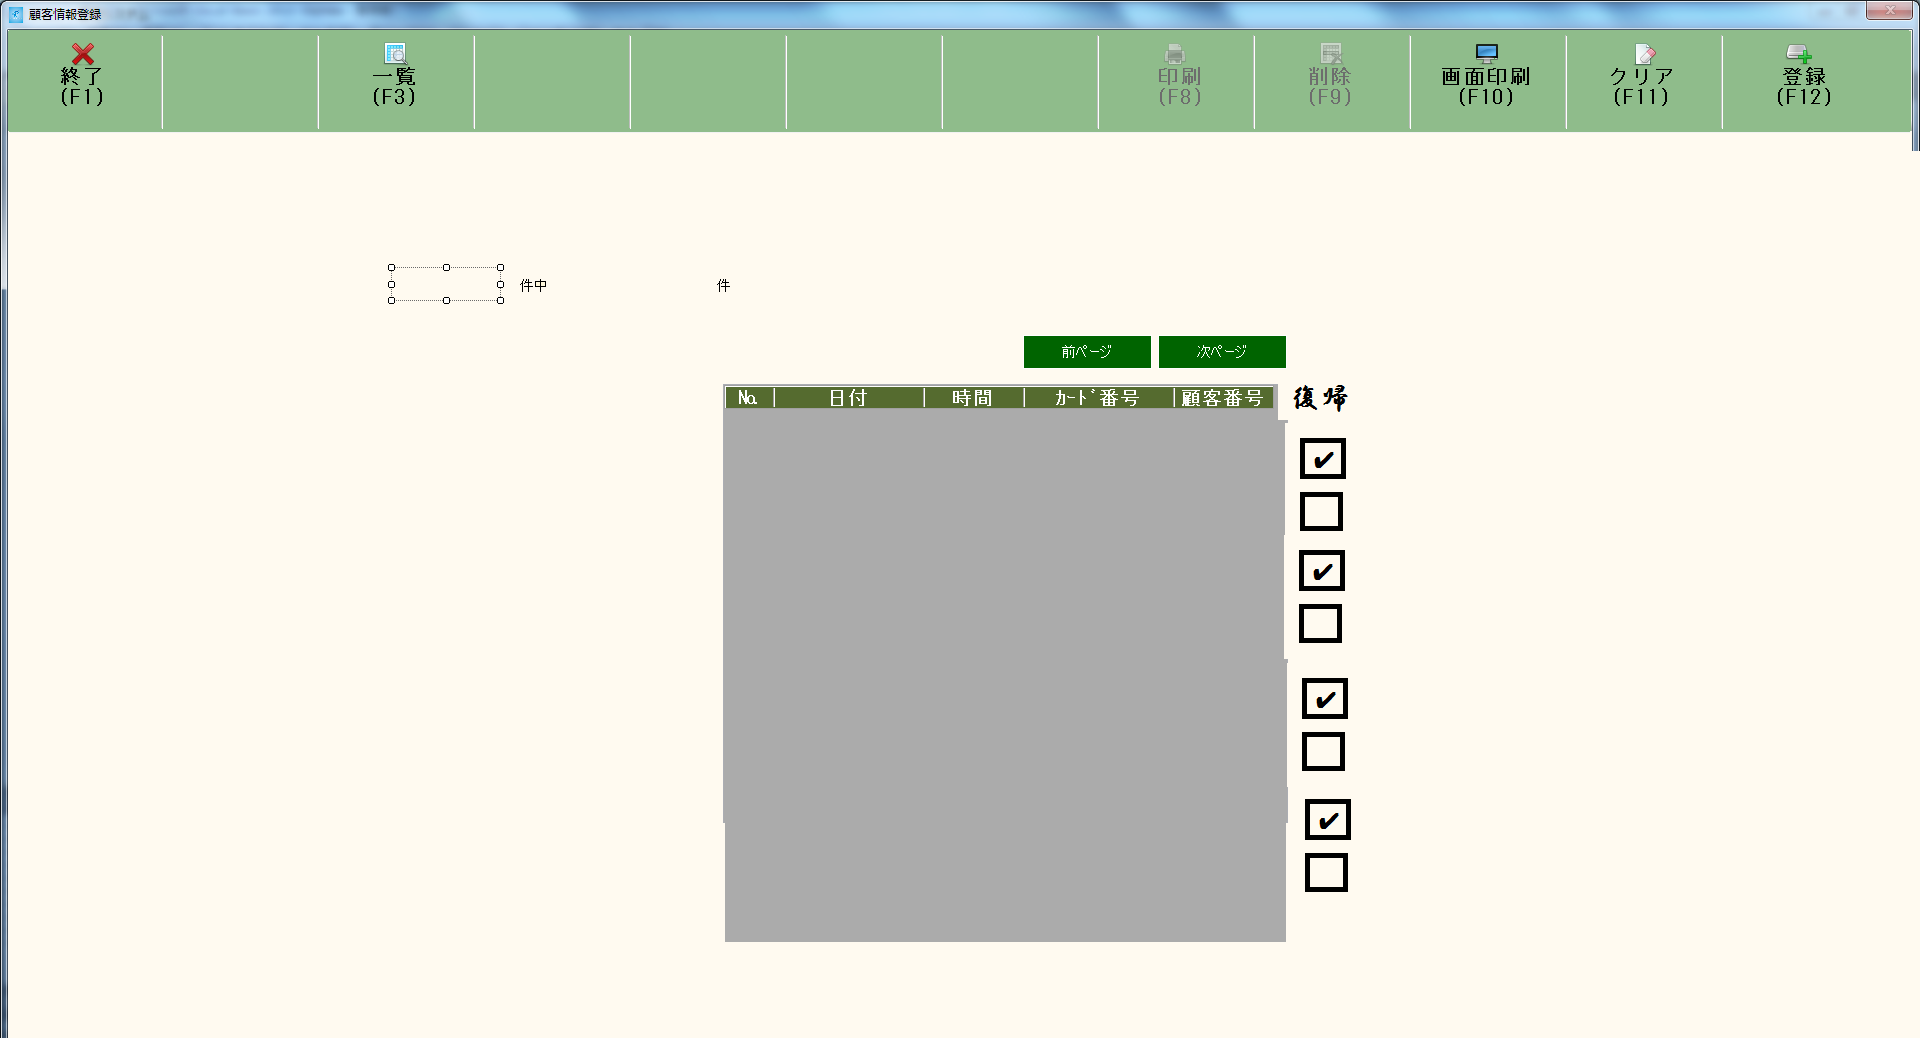 顧客情報登録
終了
(F1)
一覧
(F3)
印刷
(F8)
削除
(F9)
画面印刷
(F10)
クリア
(F11)
登録
(F12)
件中
件
前ページ
次ページ
No. 日付 時間 ｶｰﾄﾞ番号 顧客番号
復帰
✔
✔
✔
✔